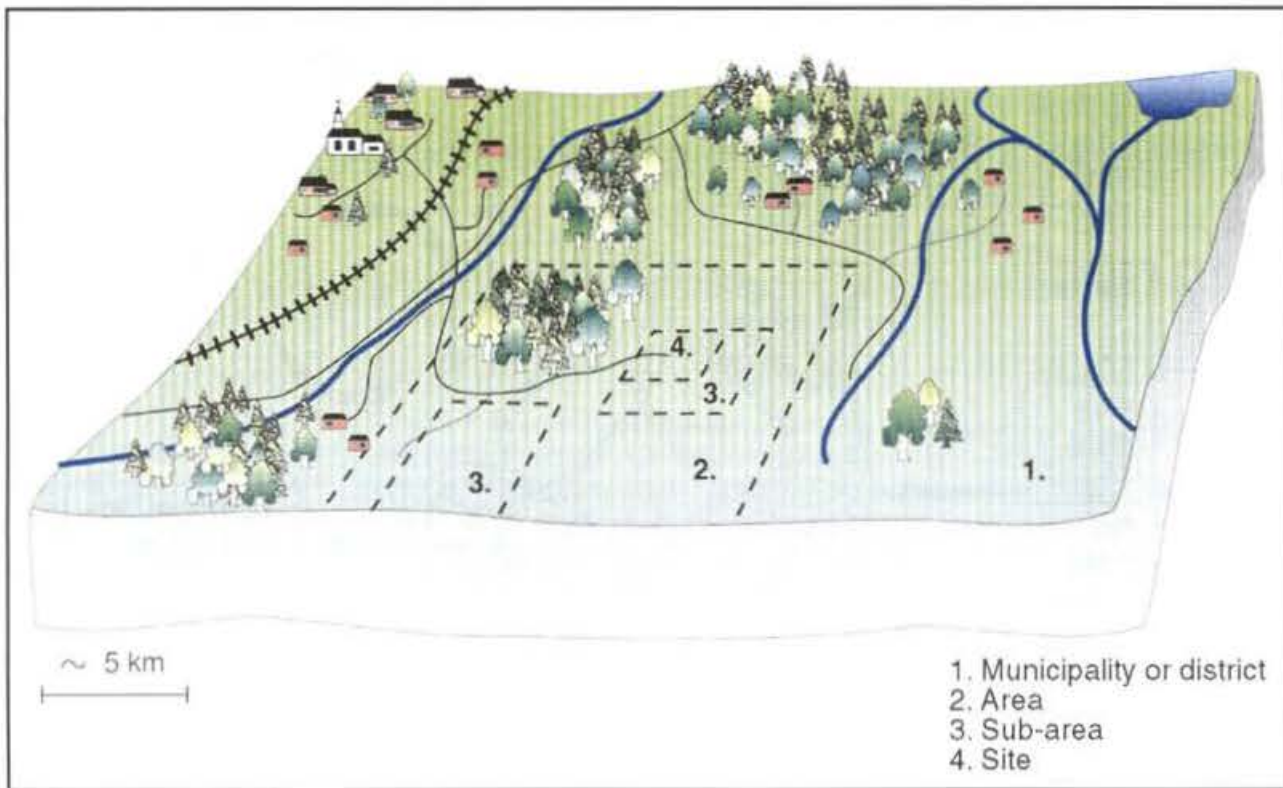 4.
3.
3.
2.
1.
~ 5 km
1. Municipality or district
2. Area
3. Sub-area
4. Site